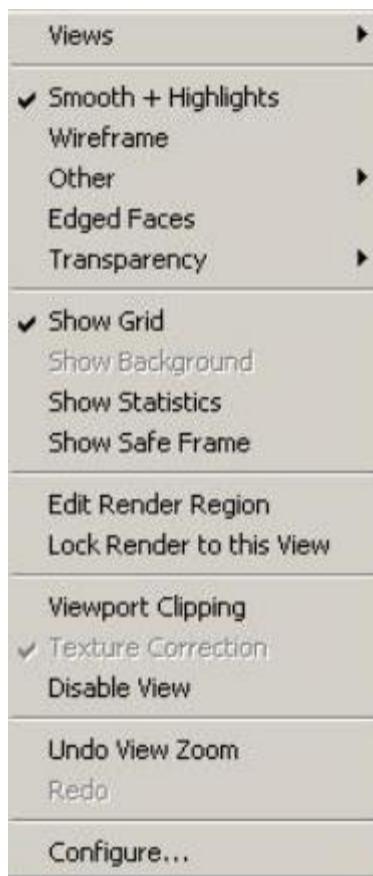 Views
Smooth + Highlights
Wireframe
Other
Edged Faces
Transparency
Show Grid
Show Background
Show Statistics
Show Safe Frame
Edit Render Region
Lock Render to this View
Viewport Clipping
Texture Correction
Disable View
Undo View Zoom
Redo
Configure...